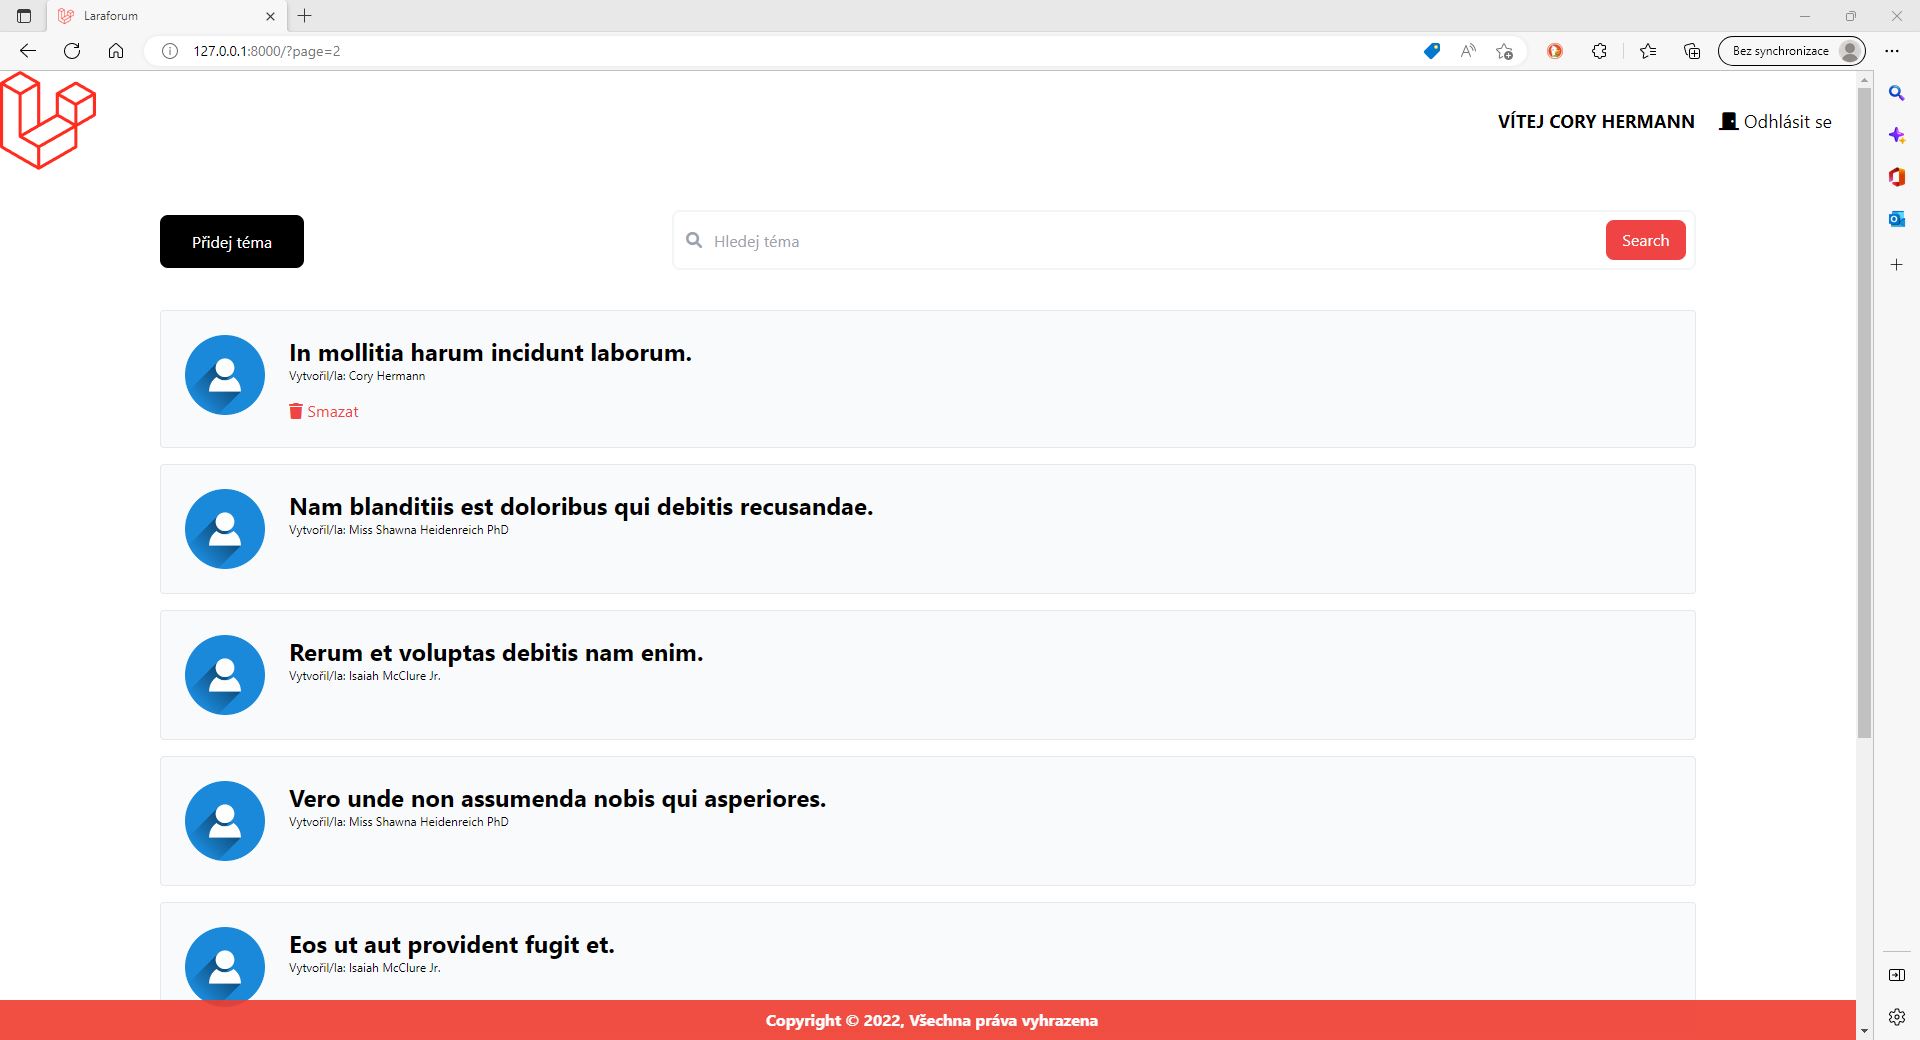 Laraforum
127.0.0.1:8000/?page=2
Bez synchronizace
VÍTEJ CORY HERMANN
Odhlásit se
Přidej téma
Hledej téma
Search
In mollitia harum incidunt laborum.
Vytvořil/la: Cory Hermann
Smazat
Nam blanditiis est doloribus qui debitis recusandae.
Vytvořil/la: Miss Shawna Heidenreich PhD
Rerum et voluptas debitis nam enim.
Vytvořil/la: Isaiah McClure Jr.
Vero unde non assumenda nobis qui asperiores.
Vytvořil/la: Miss Shawna Heidenreich PhD
Eos ut aut provident fugit et.
Vytvořil/la: Isaiah McClure Jr.
Copyright © 2022, Všechna práva vyhrazena